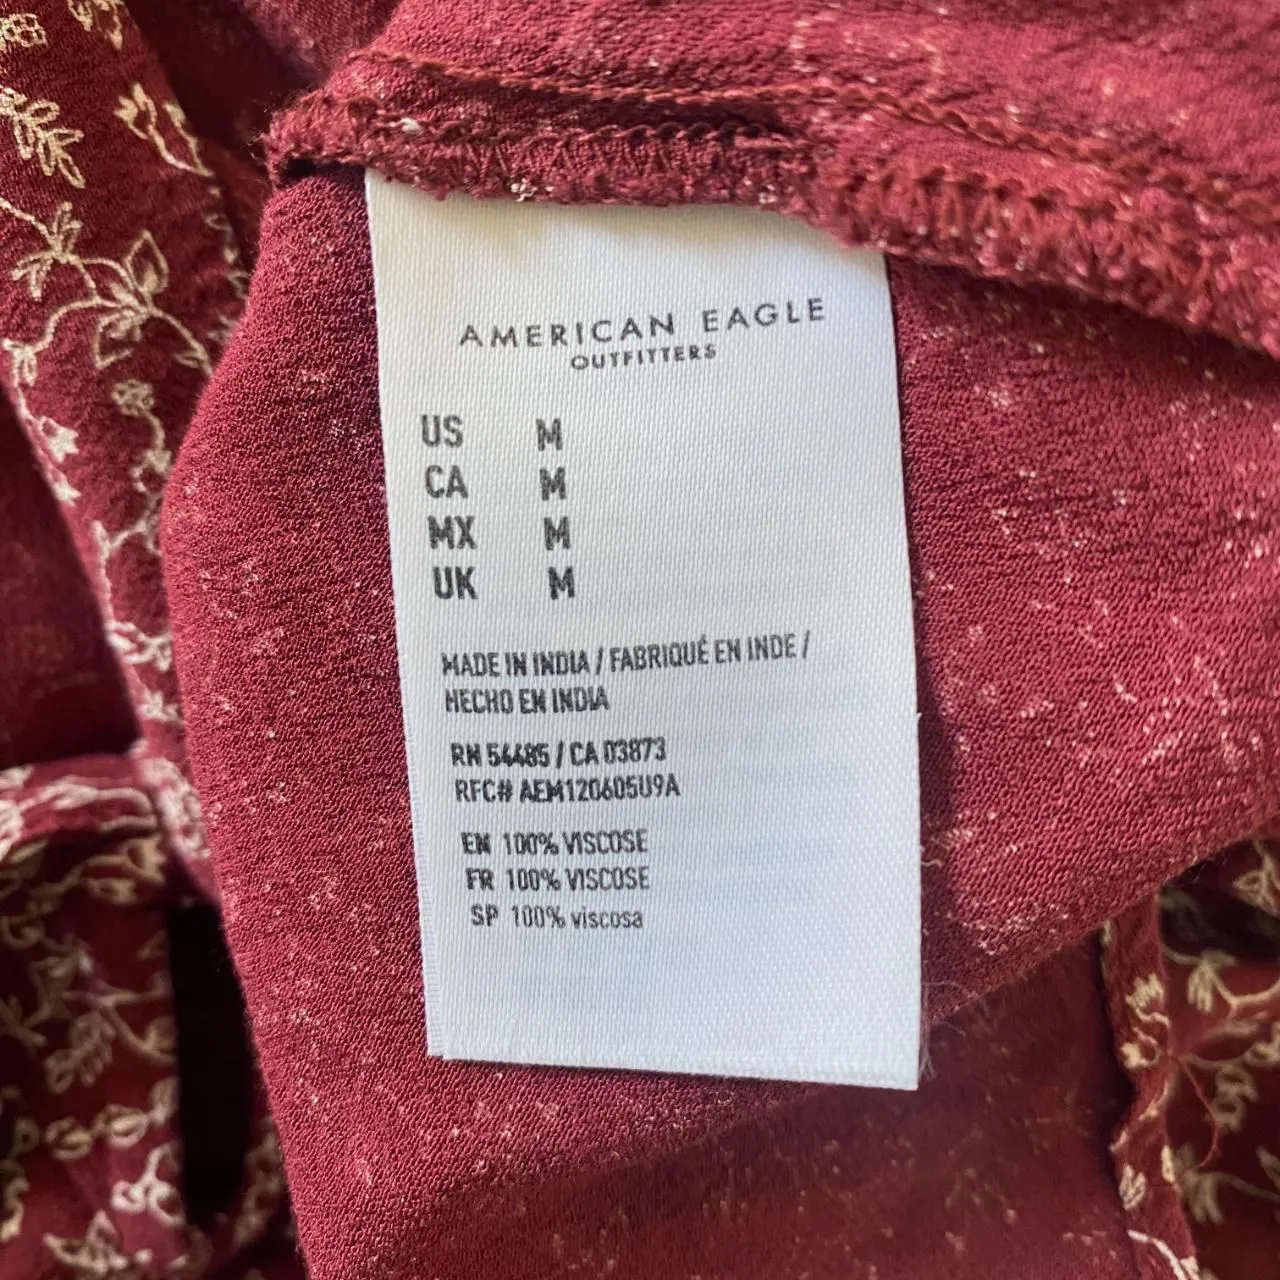 AMERICAN EAGLE
OUTFITTERS
US M
CA M
MX M
UK M
MADE IN INDIA / FABRIQUÉ EN INDE /
HECHO EN INDIA
RN 54485 / CA 03873
RFC# AEM120605U9A
EN 100% VISCOSE
FR 100% VISCOSE
SP 100% viscosa